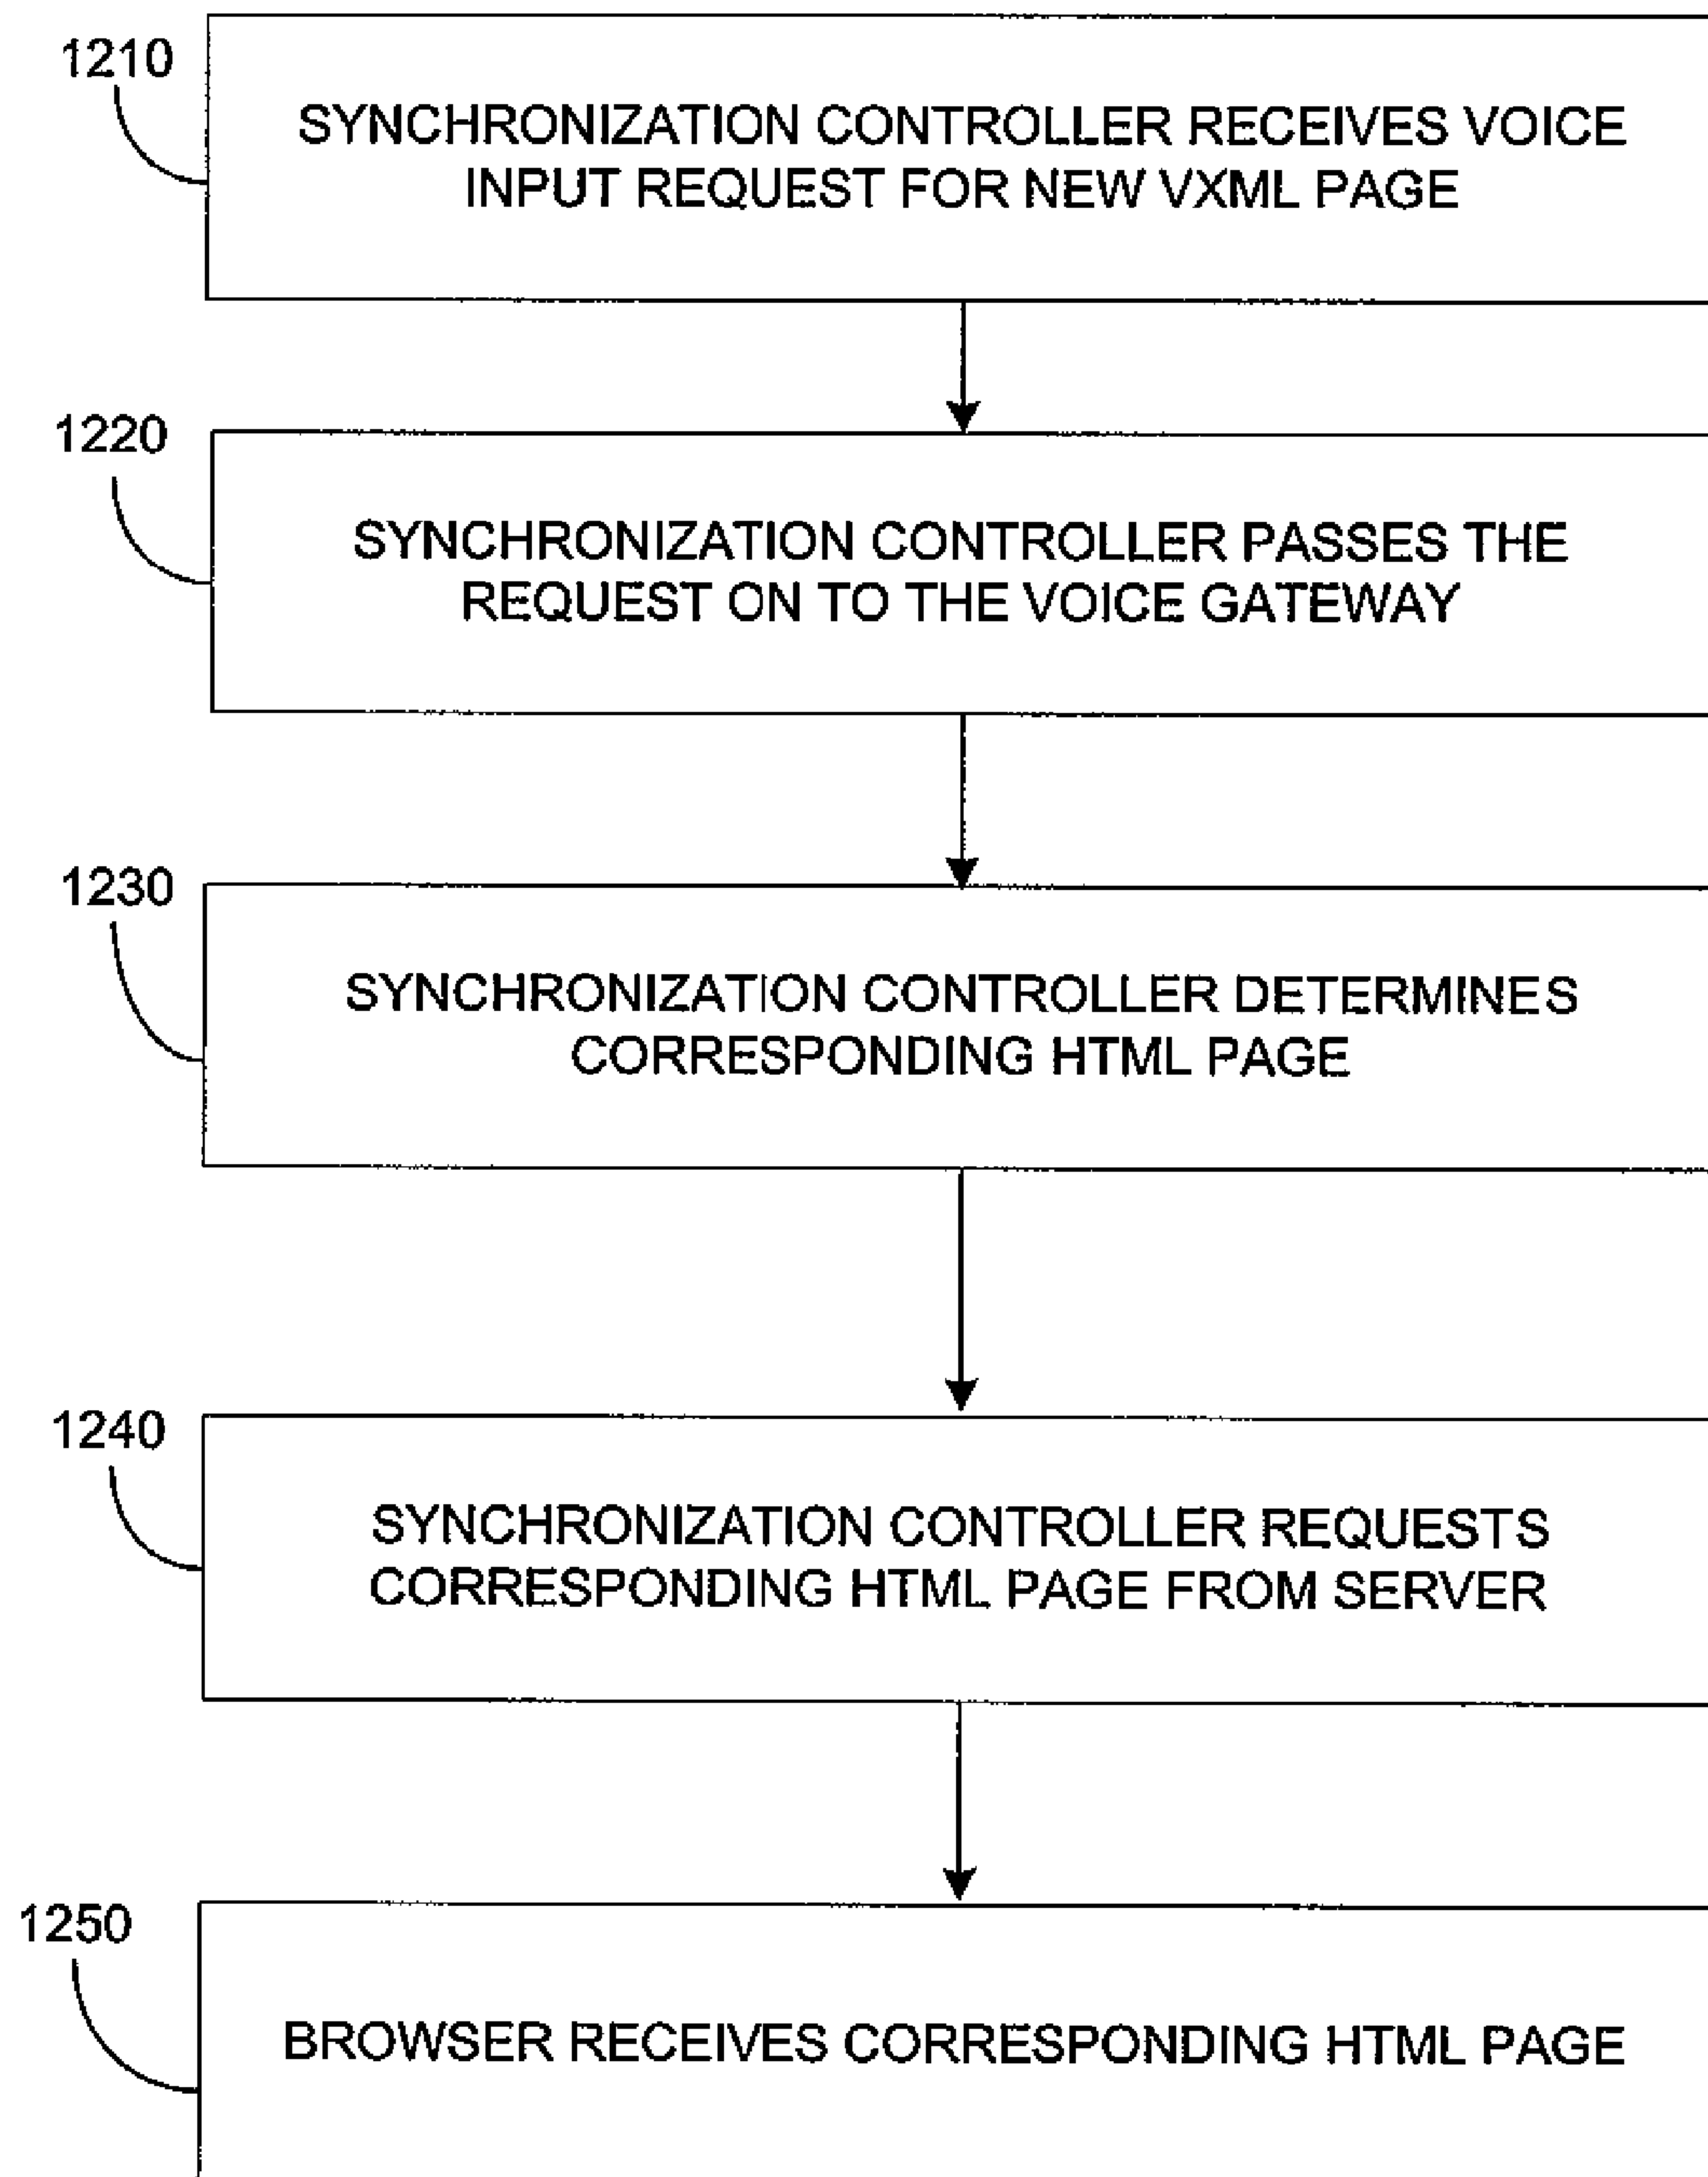 1210
SYNCHRONIZATION CONTROLLER RECEIVES VOICE
INPUT REQUEST FOR NEW VXML PAGE
1220
SYNCHRONIZATION CONTROLLER PASSES THE
REQUEST ON TO THE VOICE GATEWAY
1230
SYNCHRONIZATION CONTROLLER DETERMINES
CORRESPONDING HTML PAGE
1240
SYNCHRONIZATION CONTROLLER REQUESTS
CORRESPONDING HTML PAGE FROM SERVER
1250
BROWSER RECEIVES CORRESPONDING HTML PAGE